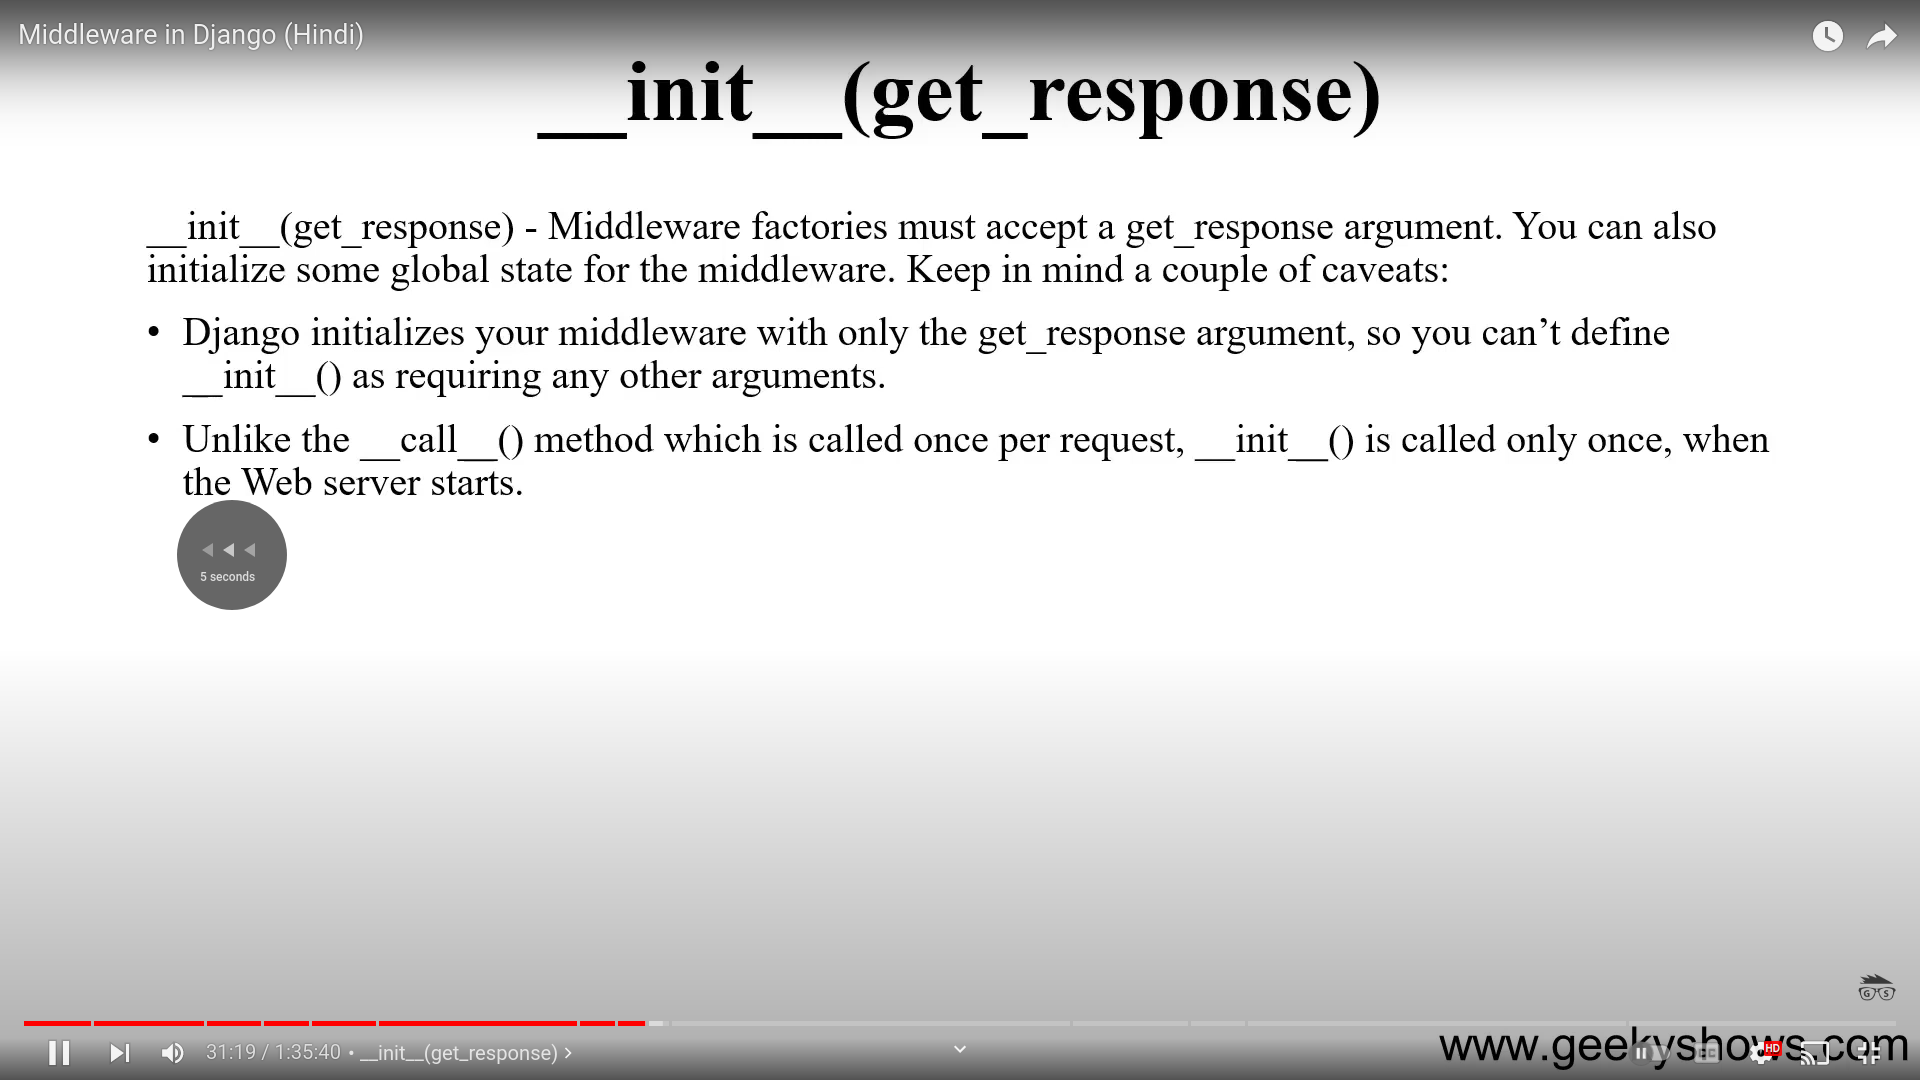 Middleware in Django (Hindi)
__init__(get_response)
__init__(get_response) - Middleware factories must accept a get_response argument. You can also
initialize some global state for the middleware. Keep in mind a couple of caveats:
• Django initializes your middleware with only the get_response argument, so you can’t define
__init__() as requiring any other arguments.
• Unlike the __call__() method which is called once per request, __init__() is called only once, when
the Web server starts.
5 seconds
G S
31:19 / 1:35:40 • __init__(get_response)
www.geekyshows.com
HD